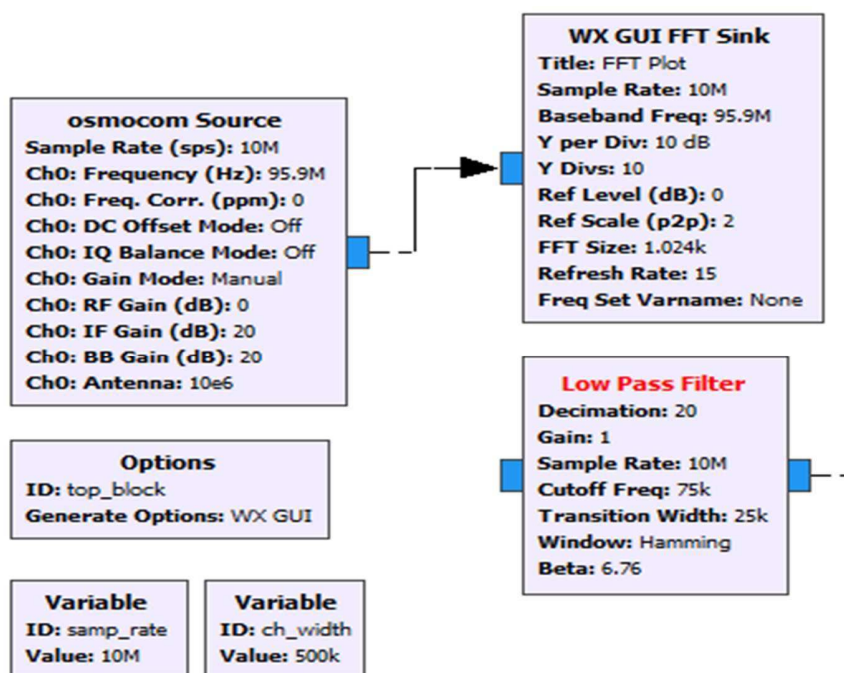 osmocom Source
Sample Rate (sps): 10M
Ch0: Frequency (Hz): 95.9M
Ch0: Freq. Corr. (ppm): 0
Ch0: DC Offset Mode: Off
Ch0: IQ Balance Mode: Off
Ch0: Gain Mode: Manual
Ch0: RF Gain (dB): 0
Ch0: IF Gain (dB): 20
Ch0: BB Gain (dB): 20
Ch0: Antenna: 10e6
WX GUI FFT Sink
Title: FFT Plot
Sample Rate: 10M
Baseband Freq: 95.9M
Y per Div: 10 dB
Y Divs: 10
Ref Level (dB): 0
Ref Scale (p2p): 2
FFT Size: 1.024k
Refresh Rate: 15
Freq Set Varname: None
Low Pass Filter
Decimation: 20
Gain: 1
Sample Rate: 10M
Cutoff Freq: 75k
Transition Width: 25k
Window: Hamming
Beta: 6.76
Options
ID: top_block
Generate Options: WX GUI
Variable
ID: samp_rate
Value: 10M
Variable
ID: ch_width
Value: 500k